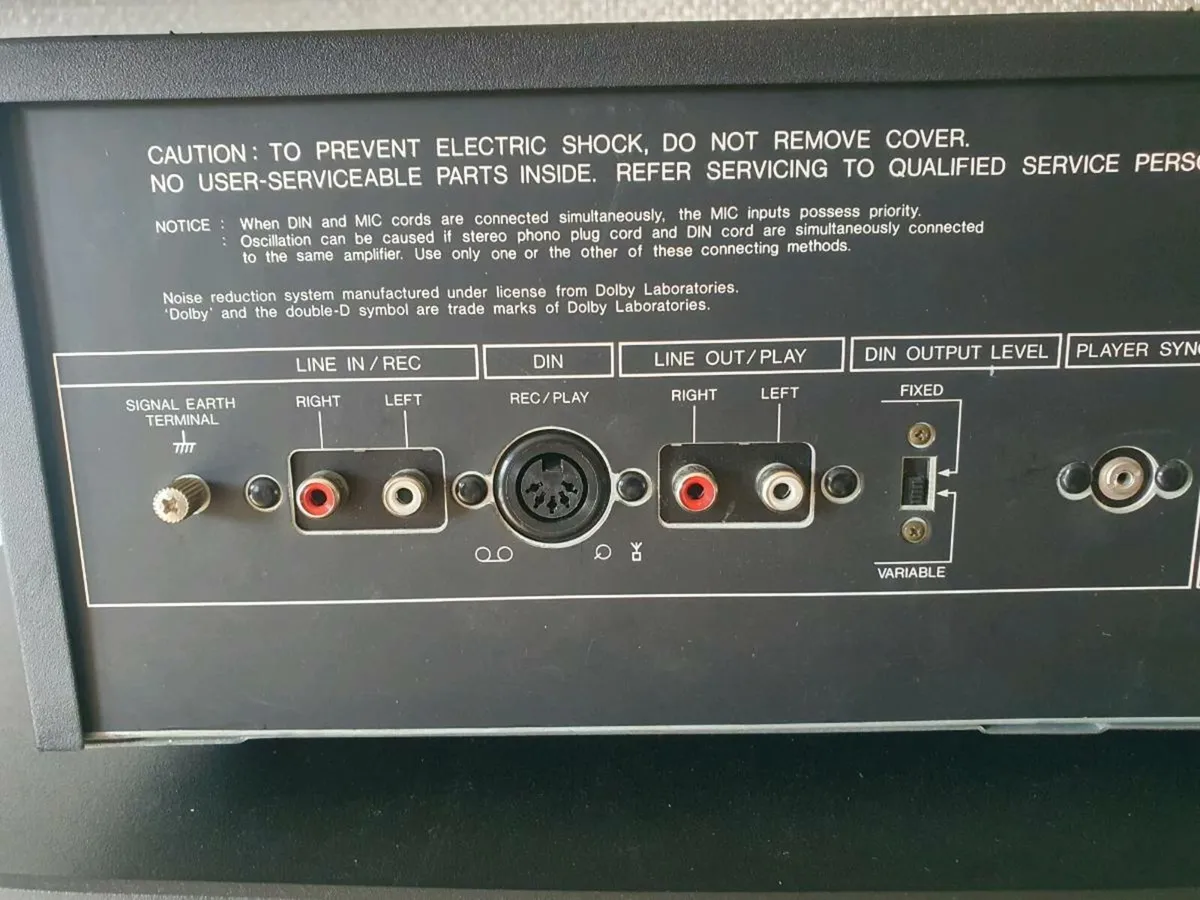 CAUTION : TO PREVENT ELECTRIC SHOCK, DO NOT REMOVE COVER.
NO USER-SERVICEABLE PARTS INSIDE. REFER SERVICING TO QUALIFIED SERVICE PERSO
NOTICE : When DIN and MIC cords are connected simultaneously, the MIC inputs possess priority.
: Oscillation can be caused if stereo phono plug cord and DIN cord are simultaneously connected
to the same amplifier. Use only one or the other of these connecting methods.
Noise reduction system manufactured under license from Dolby Laboratories.
'Dolby' and the double-D symbol are trade marks of Dolby Laboratories.
LINE IN / REC DIN LINE OUT/PLAY DIN OUTPUT LEVEL PLAYER SYNC
SIGNAL EARTH RIGHT LEFT REC/PLAY RIGHT LEFT FIXED
TERMINAL
VARIABLE